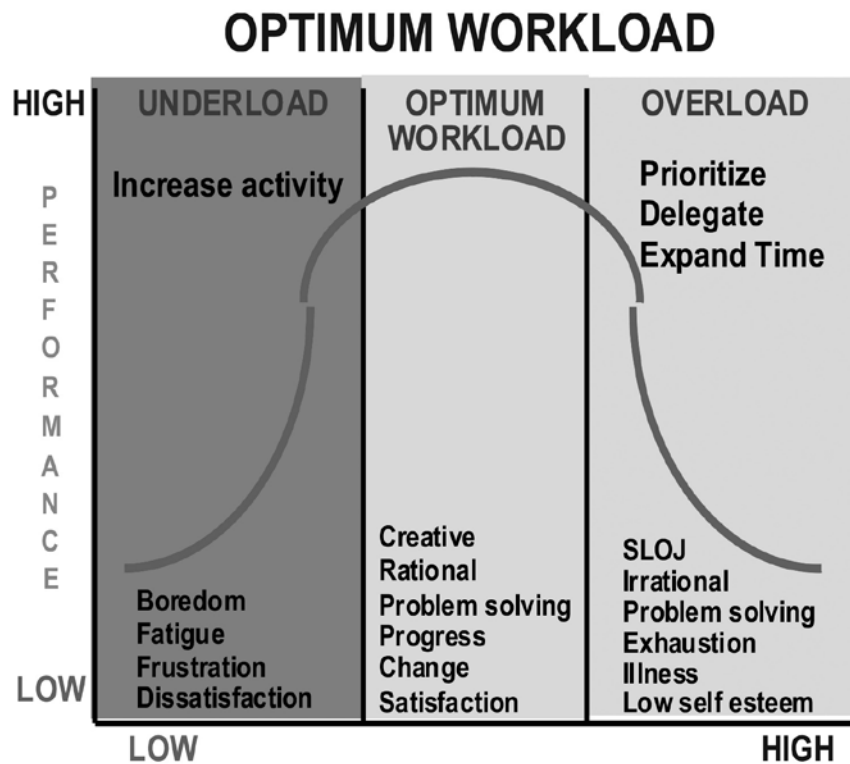 OPTIMUM WORKLOAD
HIGH
UNDERLOAD
OPTIMUM
WORKLOAD
OVERLOAD
Increase activity
Prioritize
Delegate
Expand Time
PERFORMANCE
Boredom
Fatigue
Frustration
Dissatisfaction
Creative
Rational
Problem solving
Progress
Change
Satisfaction
SLOJ
Irrational
Problem solving
Exhaustion
Illness
Low self esteem
LOW
LOW
HIGH